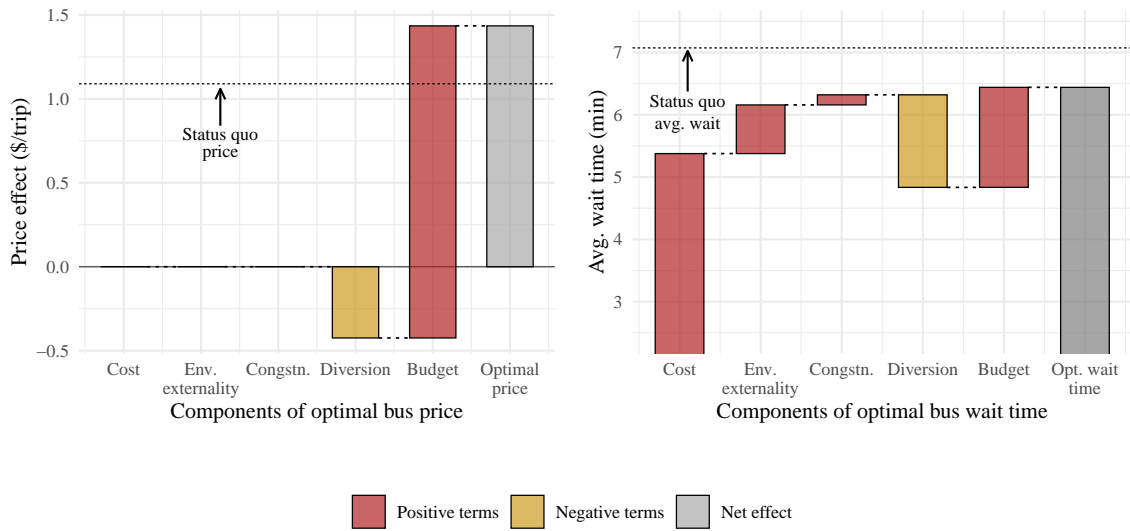 Price effect ($/trip)
1.5
1.0
0.5
0.0
−0.5
Status quo
price
Cost
Env.
externality
Congstn.
Diversion
Budget
Optimal
price
Components of optimal bus price
Avg. wait time (min)
7
6
5
4
3
Status quo
avg. wait
Cost
Env.
externality
Congstn.
Diversion
Budget
Opt. wait
time
Components of optimal bus wait time
Positive terms
Negative terms
Net effect